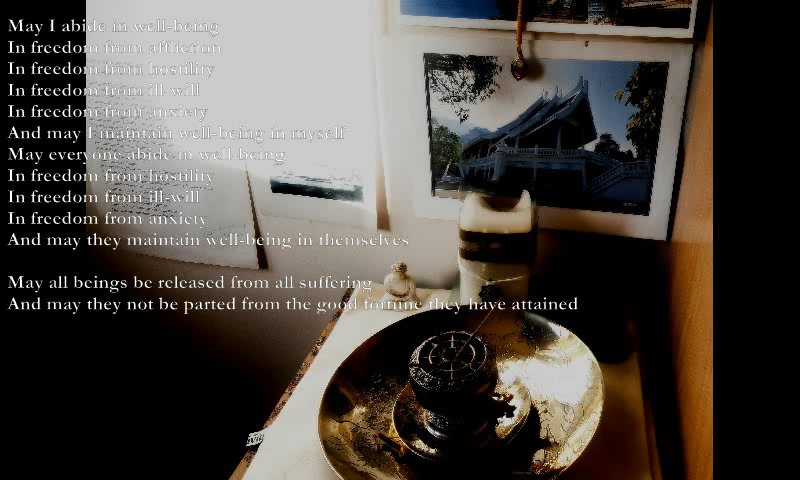 May I abide in well-being
In freedom from affliction
In freedom from hostility
In freedom from ill-will
In freedom from anxiety
And may I maintain well-being in myself
May everyone abide in well-being
In freedom from hostility
In freedom from ill-will
In freedom from anxiety
And may they maintain well-being in themselves
May all beings be released from all suffering
And may they not be parted from the good fortune they have attained